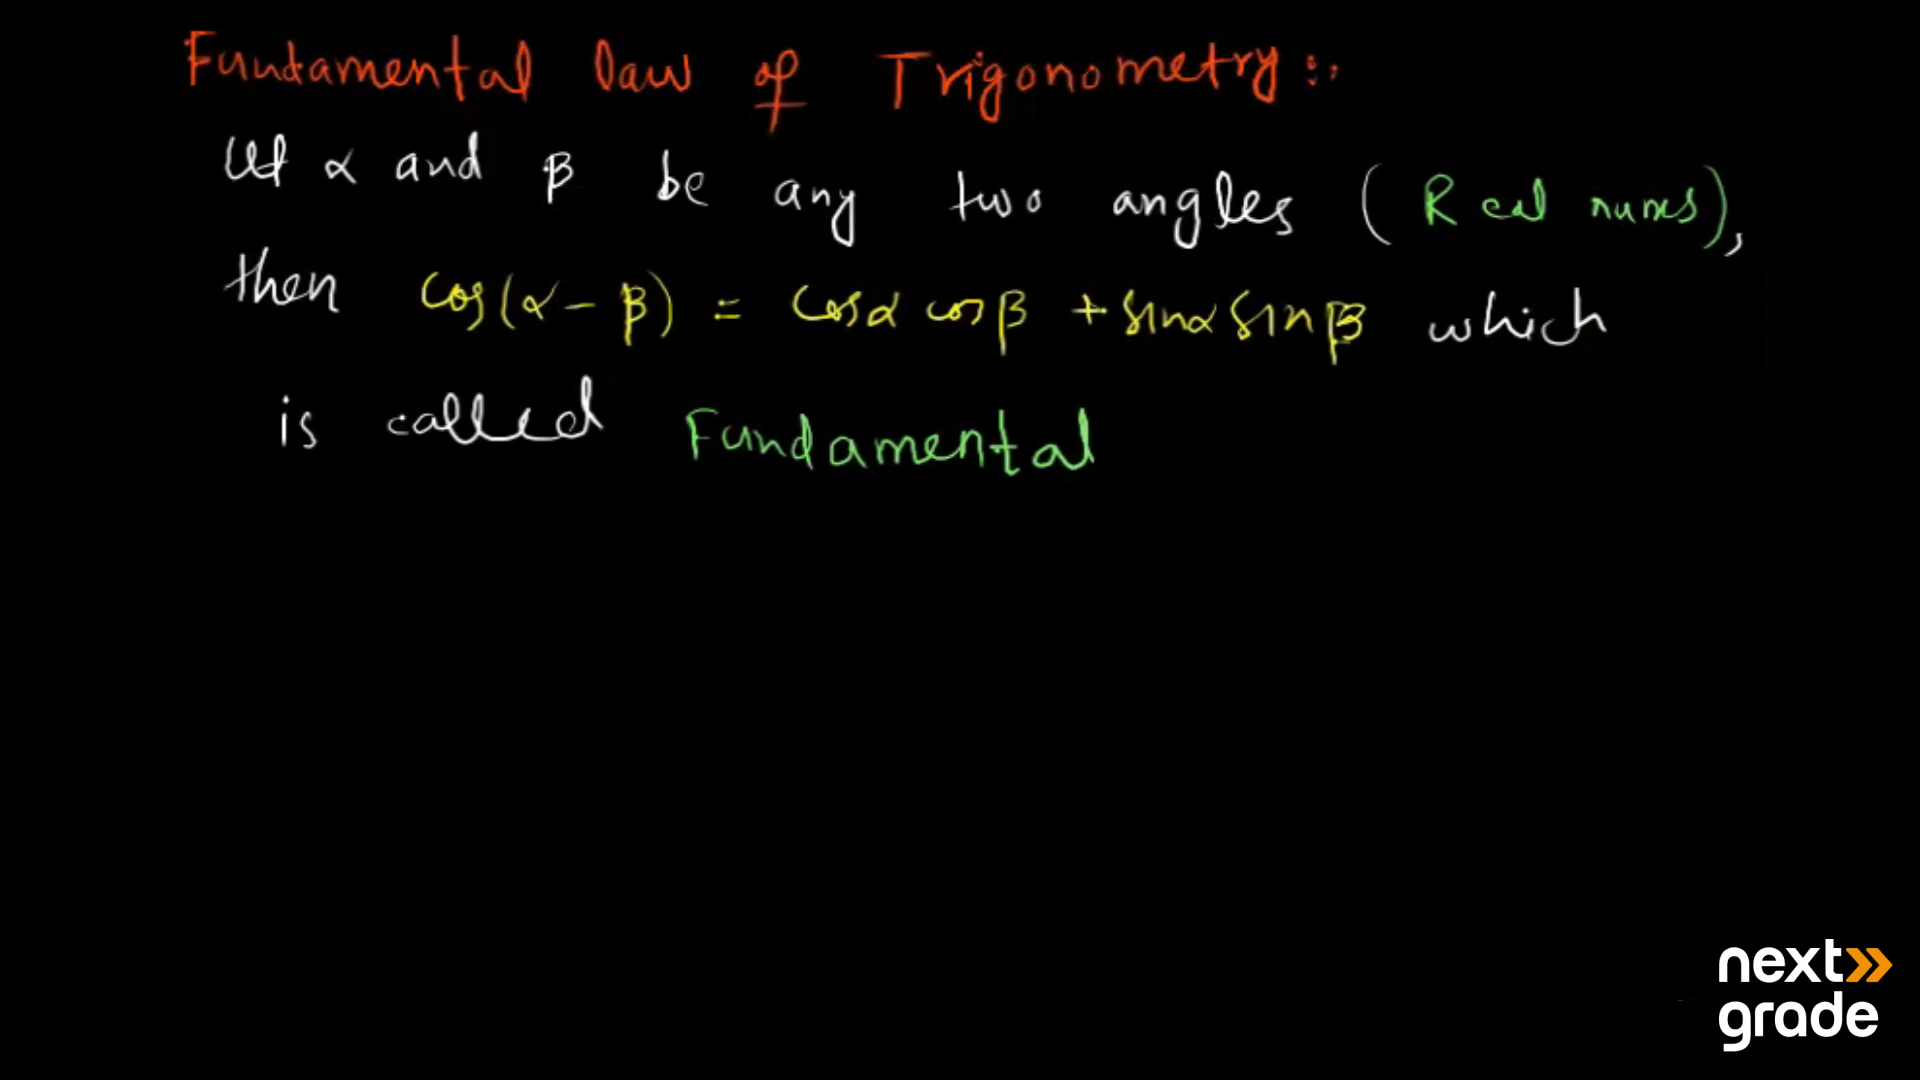 Fundamental law of Trigonometry :.
Let α and β be any two angles (Real nums),
then cos(α - β) = cosα cosβ + sinα sinβ which
is called Fundamental
next
grade